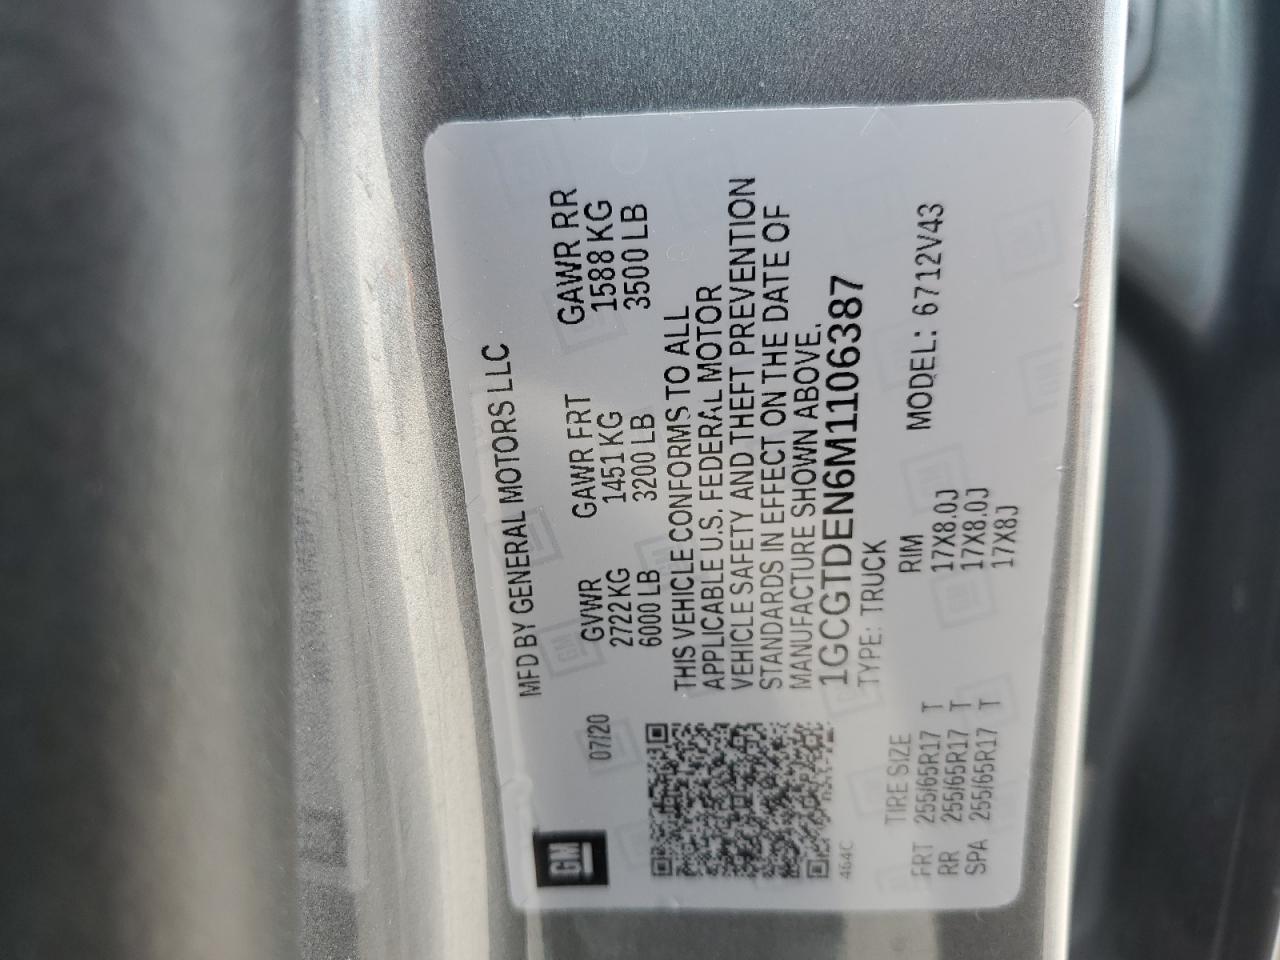 GM
MFD BY GENERAL MOTORS LLC
07/20
GVWR GAWR FRT GAWR RR
2722 KG 1451 KG 1588 KG
6000 LB 3200 LB 3500 LB
THIS VEHICLE CONFORMS TO ALL
APPLICABLE U.S. FEDERAL MOTOR
VEHICLE SAFETY AND THEFT PREVENTION
STANDARDS IN EFFECT ON THE DATE OF
MANUFACTURE SHOWN ABOVE.
1GCGTDEN6M1106387
464C
TYPE: TRUCK
TIRE SIZE RIM MODEL: 6712V43
FRT 255/65R17 T 17X8.0J
RR 255/65R17 T 17X8.0J
SPA 255/65R17 T 17X8J